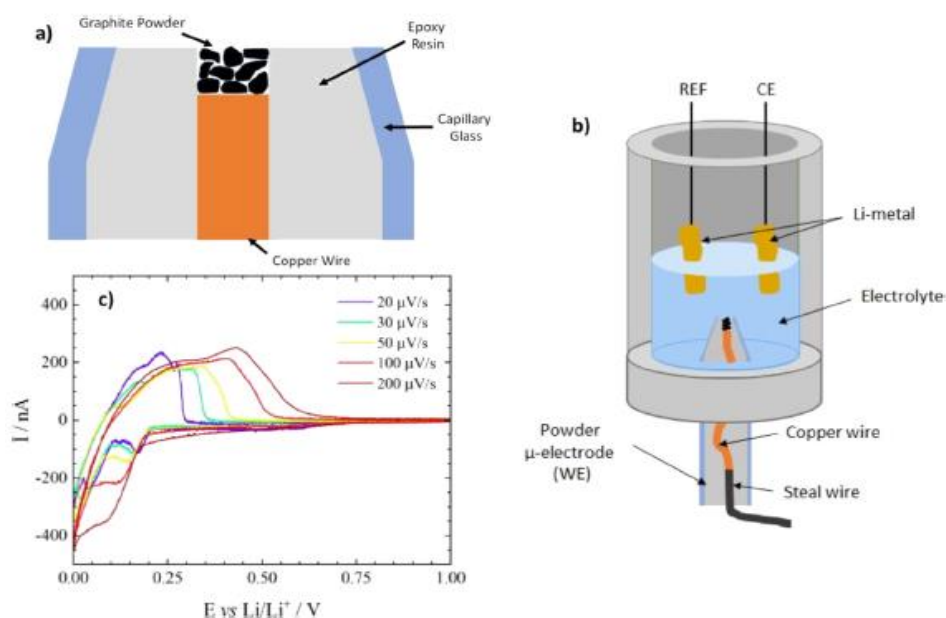 a)
Graphite Powder
Epoxy
Resin
Capillary
Glass
Copper Wire
b)
REF
CE
Li-metal
Electrolyte
Copper wire
Powder
μ-electrode
(WE)
Steal wire
c)
20 μV/s
30 μV/s
50 μV/s
100 μV/s
200 μV/s
I / nA
400
200
0
-200
-400
0.00
0.25
0.50
0.75
1.00
E vs Li/Li⁺ / V